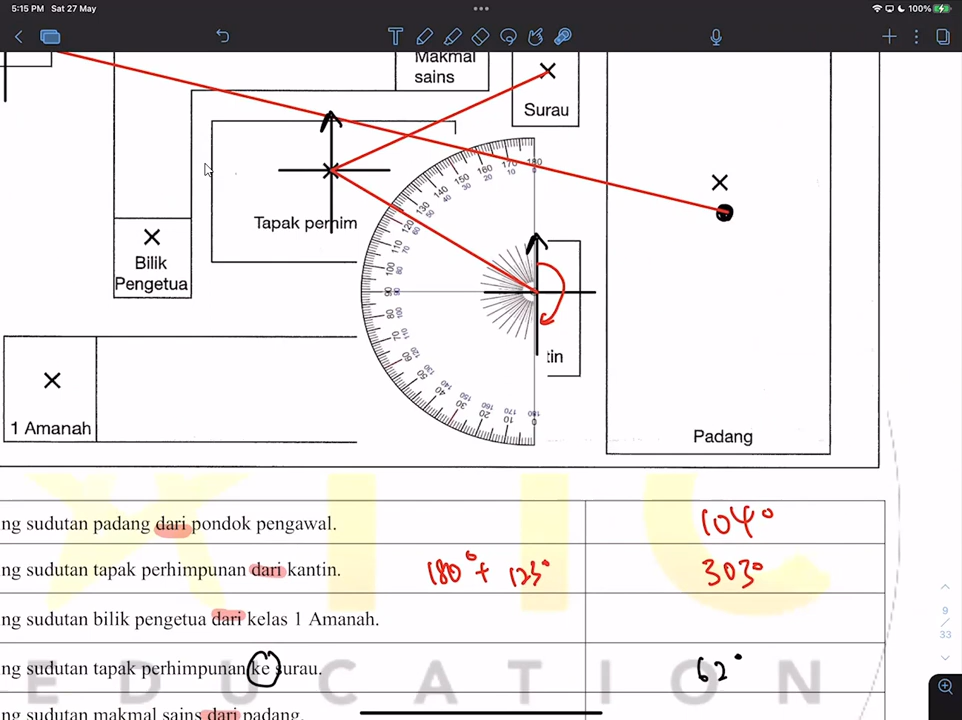 5:15 PM Sat 27 May
100%
Makmal
sains
Surau
Tapak perhim
Bilik
Pengetua
tin
1 Amanah
Padang
ng sudutan padang dari pondok pengawal.
104°
ng sudutan tapak perhimpunan dari kantin.
180° + 123°
303°
ng sudutan bilik pengetua dari kelas 1 Amanah.
ng sudutan tapak perhimpunan ke surau.
62°
EDUCATION
ng sudutan makmal sains dari padang.
9
/
33